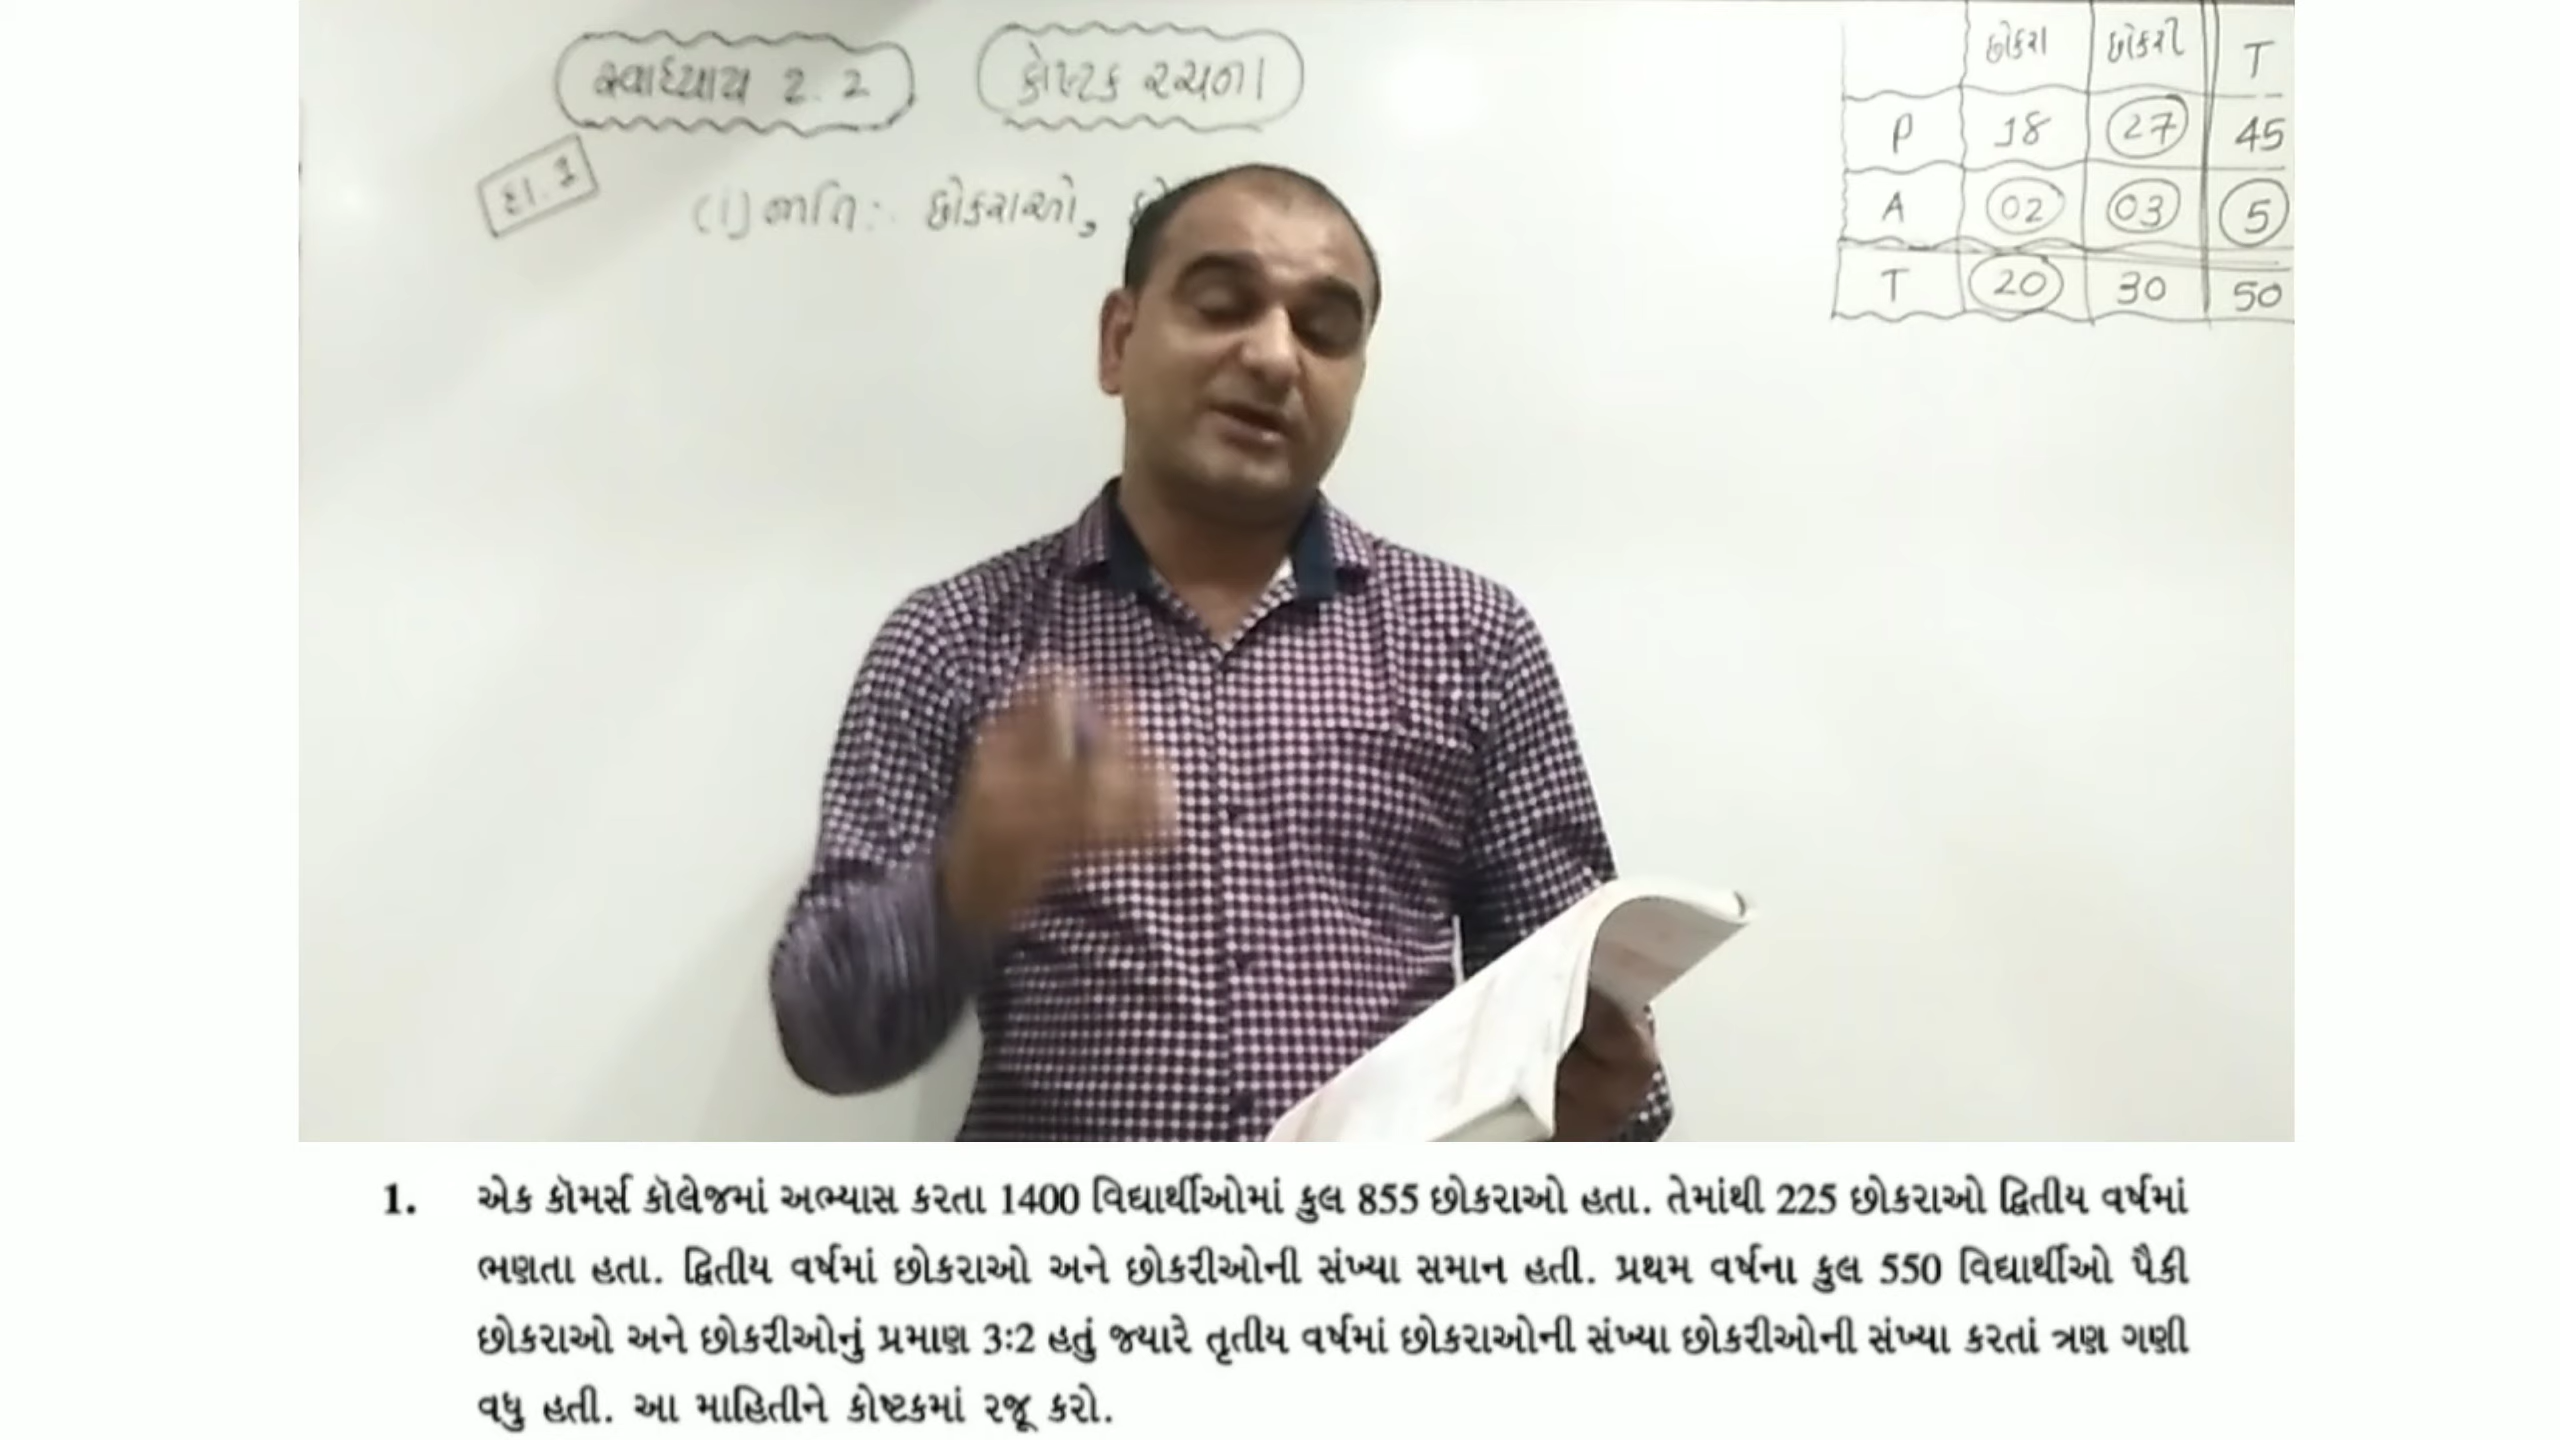 સ્વાધ્યાય 2.2
કોષ્ટક રચના
દા. 1
(i) જાતિ: છોકરાઓ,
છોકરા છોકરી T
P 18 27 45
A 02 03 5
T 20 30 50
1. એક કૉમર્સ કૉલેજમાં અભ્યાસ કરતા 1400 વિદ્યાર્થીઓમાં કુલ 855 છોકરાઓ હતા. તેમાંથી 225 છોકરાઓ દ્વિતીય વર્ષમાં
ભણતા હતા. દ્વિતીય વર્ષમાં છોકરાઓ અને છોકરીઓની સંખ્યા સમાન હતી. પ્રથમ વર્ષના કુલ 550 વિદ્યાર્થીઓ પૈકી
છોકરાઓ અને છોકરીઓનું પ્રમાણ 3:2 હતું જ્યારે તૃતીય વર્ષમાં છોકરાઓની સંખ્યા છોકરીઓની સંખ્યા કરતાં ત્રણ ગણી
વધુ હતી. આ માહિતીને કોષ્ટકમાં રજૂ કરો.